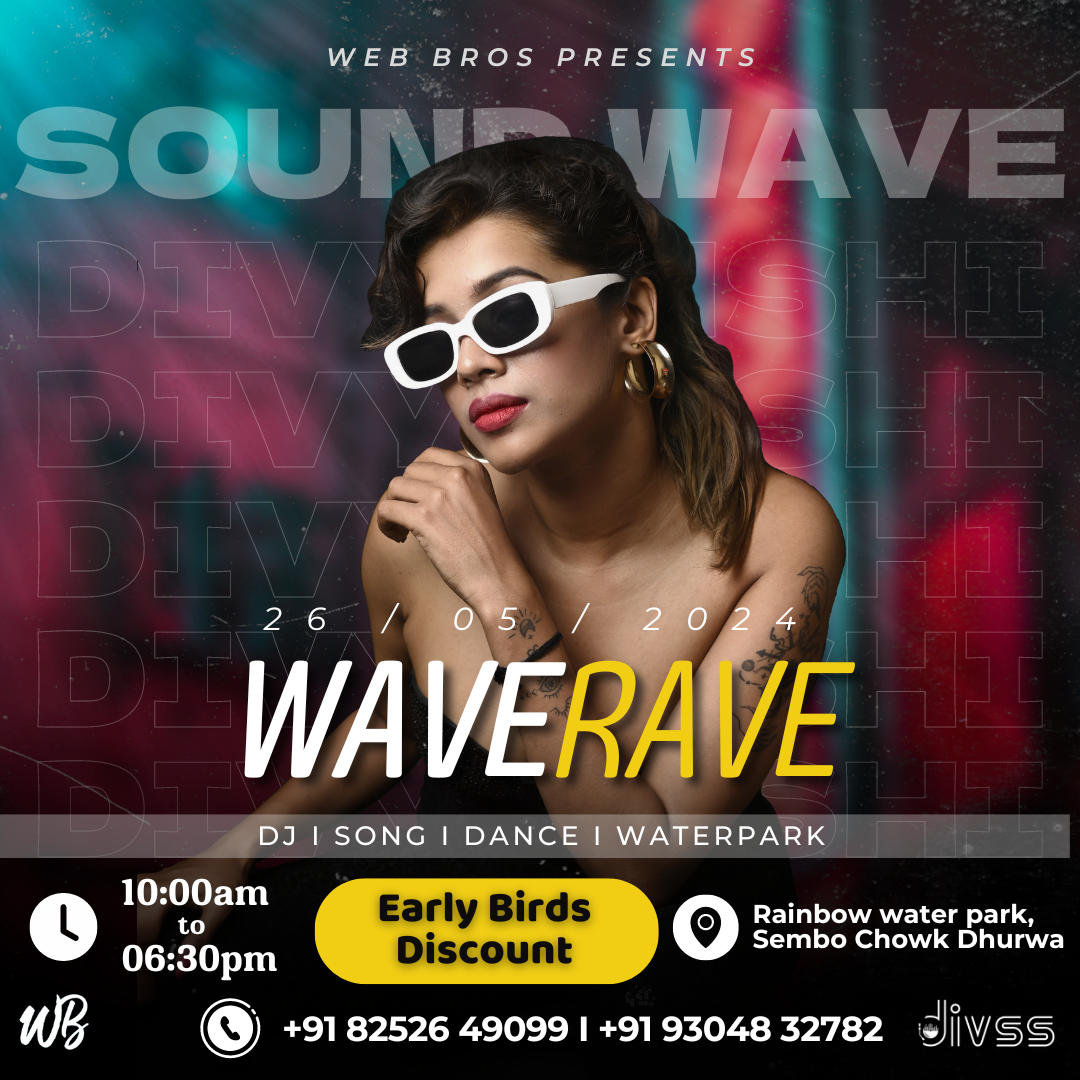 WEB BROS PRESENTS
SOUND WAVE
26 / 05 / 2024
WAVERAVE
DJ I SONG I DANCE I WATERPARK
10:00am
to
06:30pm
Early Birds
Discount
Rainbow water park,
Sembo Chowk Dhurwa
WB
+91 82526 49099 I +91 93048 32782
divss